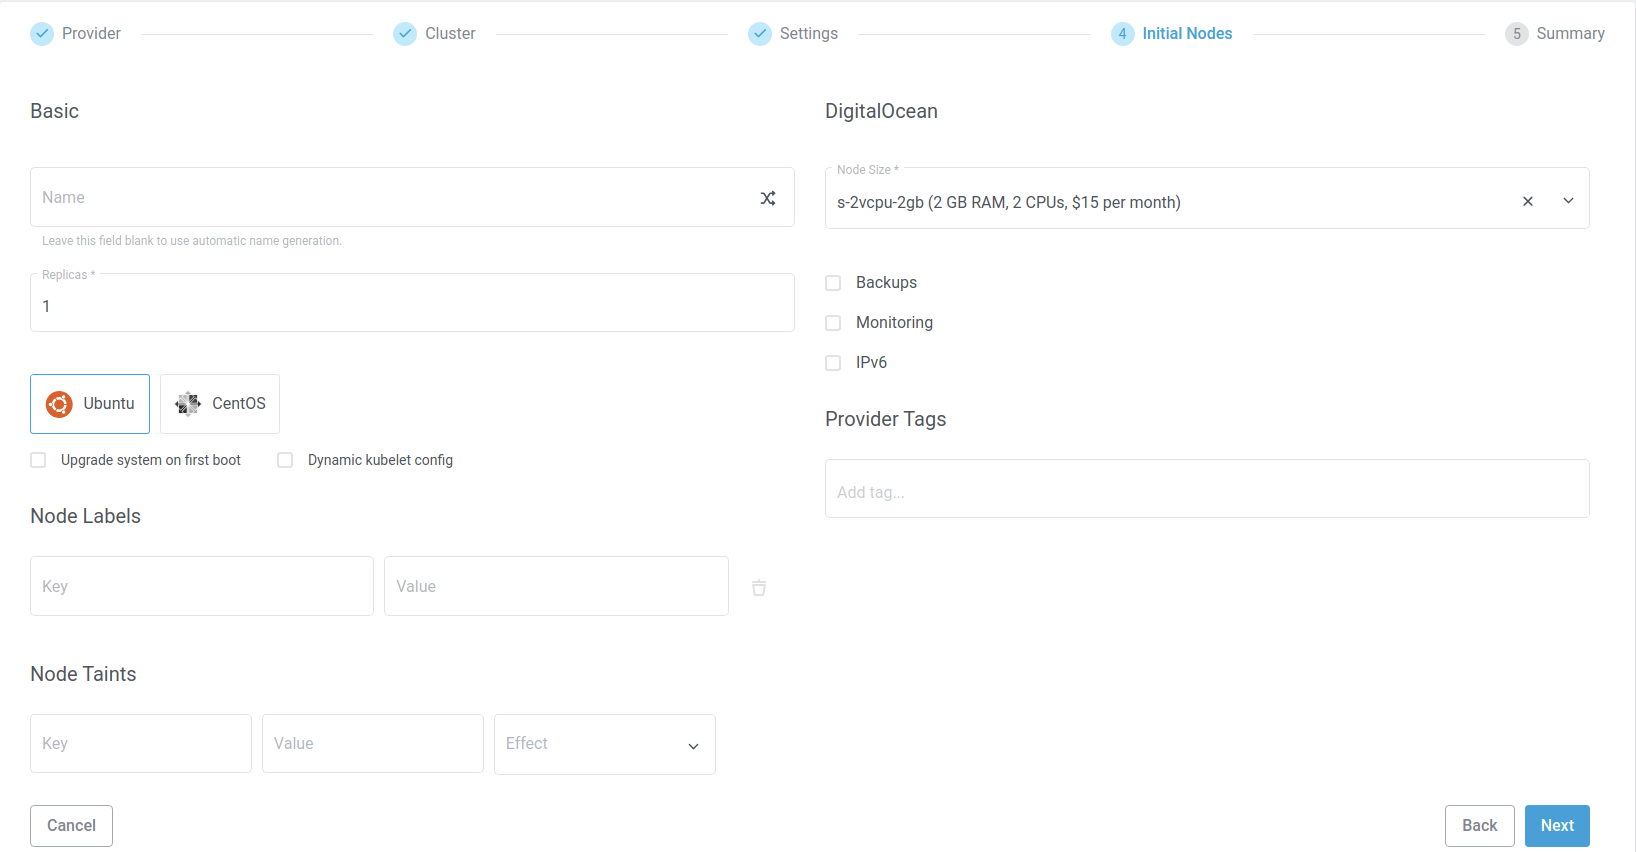 Provider
Cluster
Settings
4 Initial Nodes
5 Summary
Basic
Name
Leave this field blank to use automatic name generation.
Replicas *
1
Ubuntu
CentOS
Upgrade system on first boot
Dynamic kubelet config
Node Labels
Key
Value
Node Taints
Key
Value
Effect
DigitalOcean
Node Size *
s-2vcpu-2gb (2 GB RAM, 2 CPUs, $15 per month)
Backups
Monitoring
IPv6
Provider Tags
Add tag...
Cancel
Back
Next